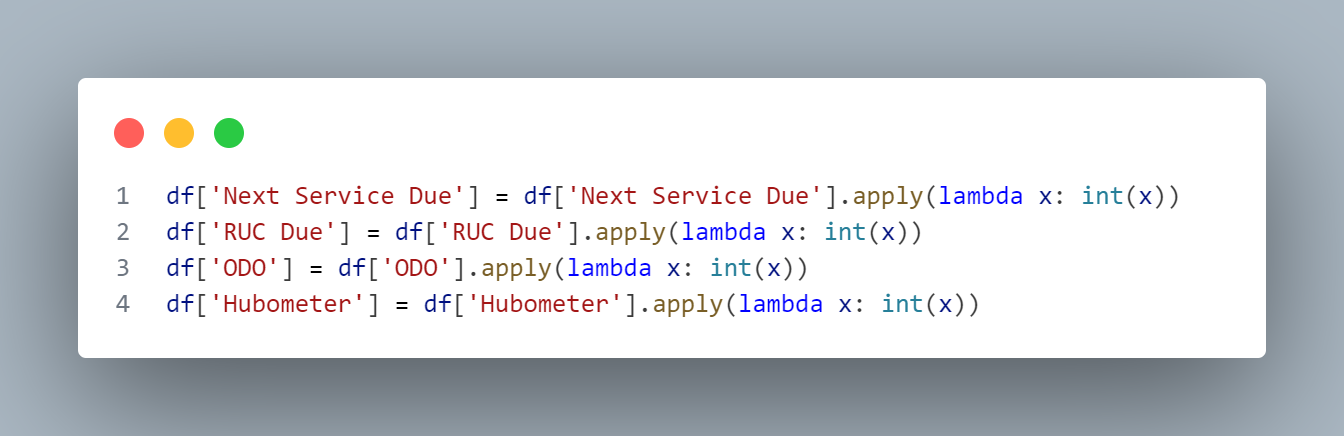 1 df['Next Service Due'] = df['Next Service Due'].apply(lambda x: int(x))
2 df['RUC Due'] = df['RUC Due'].apply(lambda x: int(x))
3 df['ODO'] = df['ODO'].apply(lambda x: int(x))
4 df['Hubometer'] = df['Hubometer'].apply(lambda x: int(x))